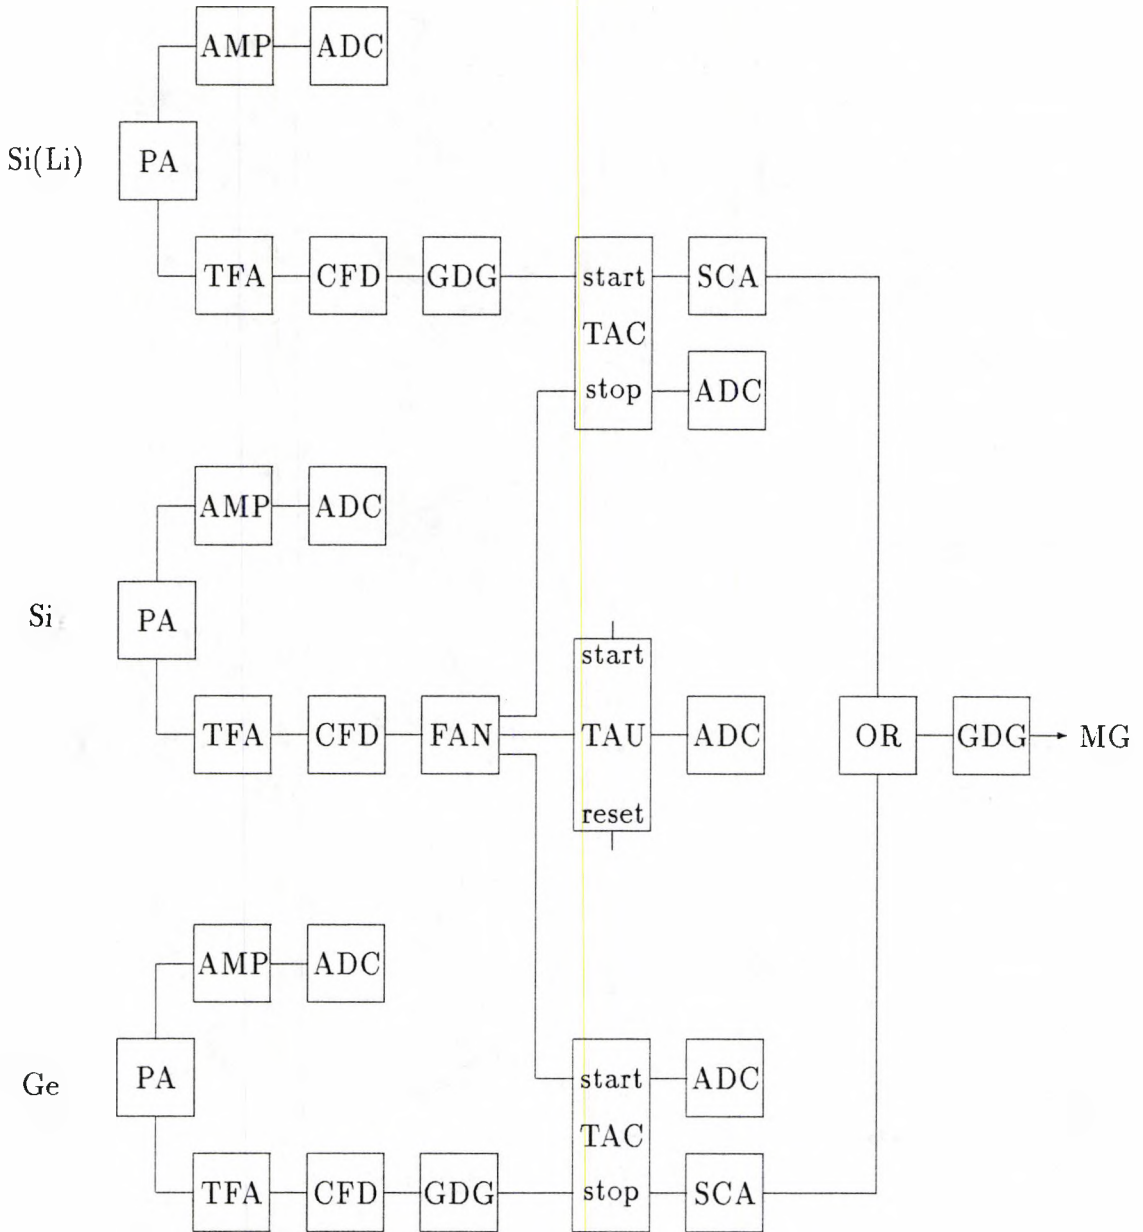 AMP ADC
Si(Li) PA
TFA CFD GDG start SCA
TAC
stop ADC
AMP ADC
Si PA
start
TFA CFD FAN TAU ADC OR GDG MG
reset
AMP ADC
Ge PA start ADC
TAC
TFA CFD GDG stop SCA